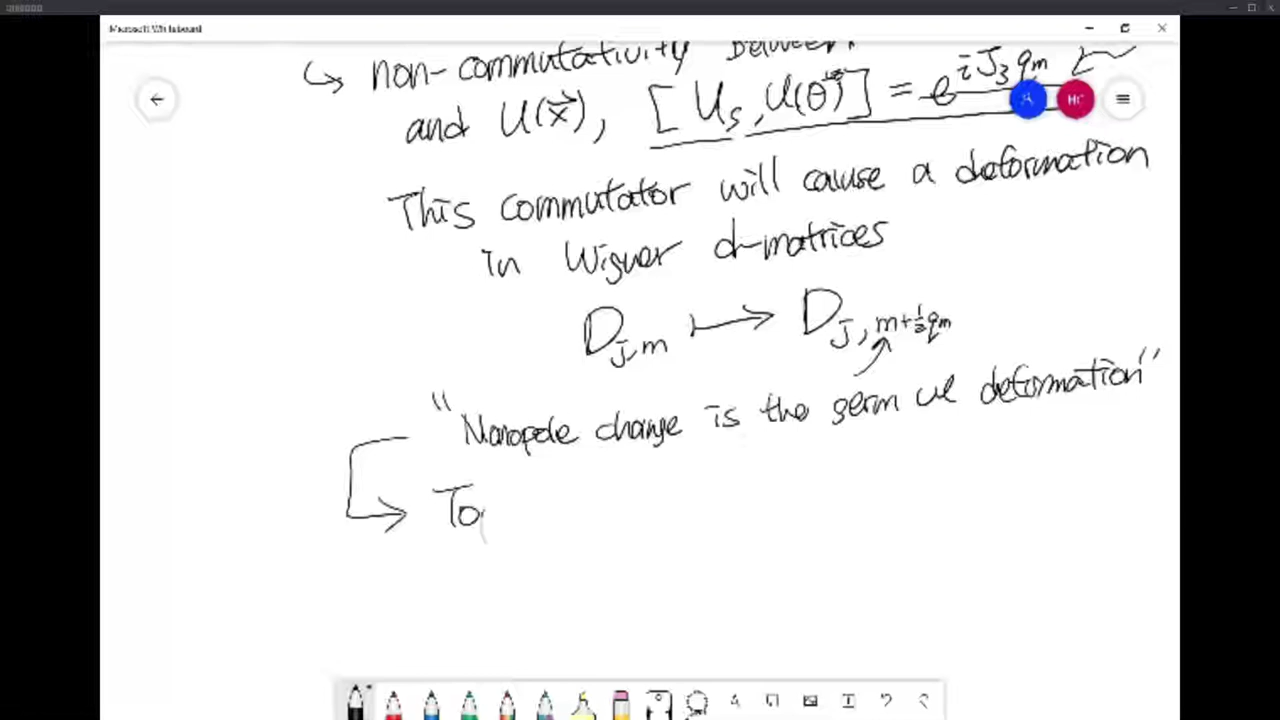 Microsoft Whiteboard
↳ non-commutativity between
and U(x⃗), [U_s, U(θ⃗)] = e^{iJ_3 q_m}
HC
This commutator will cause a deformation
in Wigner d-matrices
D_{J,m} ↦ D_{J, m+½q_m}
"Monopole charge is the germ of deformation"
→ To